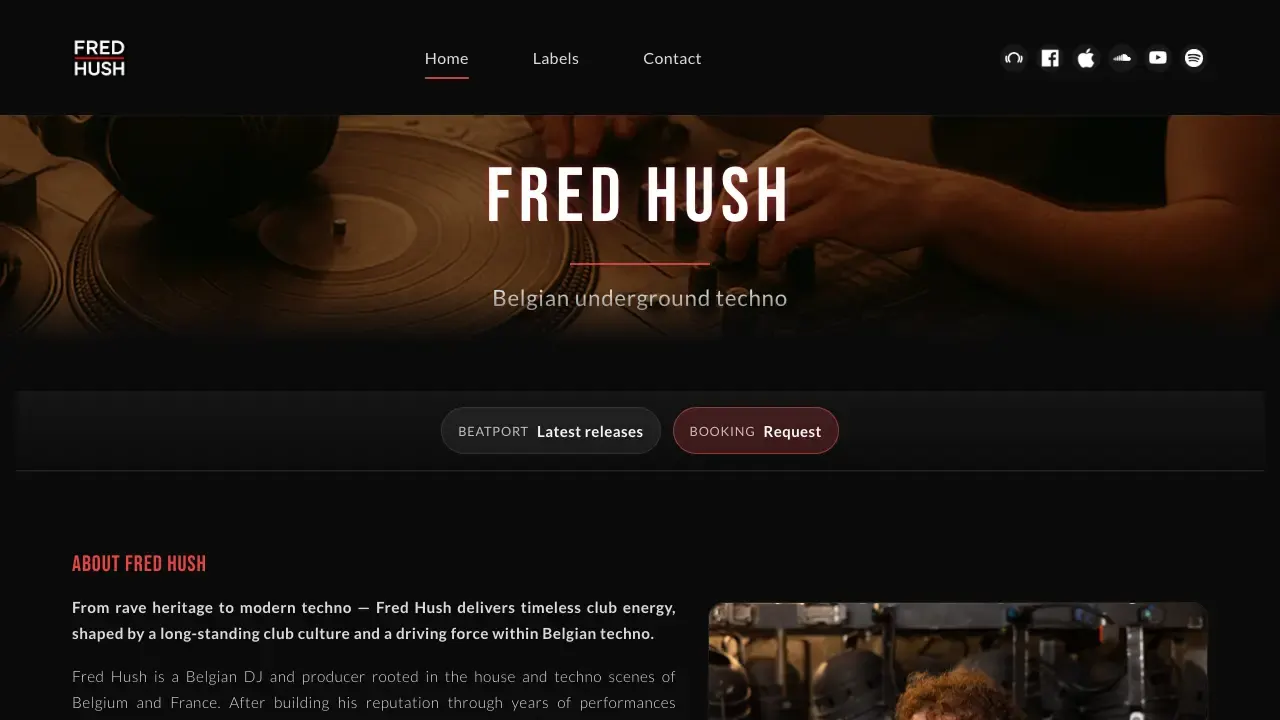 FRED
HUSH
Home
Labels
Contact
FRED HUSH
Belgian underground techno
BEATPORT Latest releases
BOOKING Request
ABOUT FRED HUSH
From rave heritage to modern techno — Fred Hush delivers timeless club energy,
shaped by a long-standing club culture and a driving force within Belgian techno.
Fred Hush is a Belgian DJ and producer rooted in the house and techno scenes of
Belgium and France. After building his reputation through years of performances